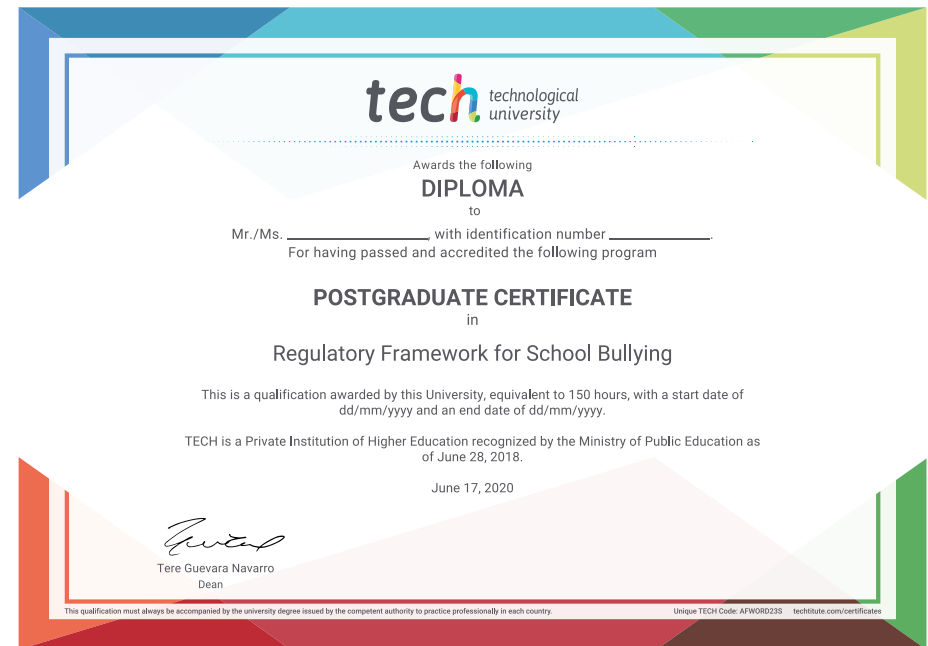 tech technological
university
Awards the following
DIPLOMA
to
Mr./Ms. ____________________, with identification number ______________.
For having passed and accredited the following program
POSTGRADUATE CERTIFICATE
in
Regulatory Framework for School Bullying
This is a qualification awarded by this University, equivalent to 150 hours, with a start date of
dd/mm/yyyy and an end date of dd/mm/yyyy.
TECH is a Private Institution of Higher Education recognized by the Ministry of Public Education as
of June 28, 2018.
June 17, 2020
Tere Guevara Navarro
Dean
This qualification must always be accompanied by the university degree issued by the competent authority to practice professionally in each country. Unique TECH Code: AFWORD23S techtitute.com/certificates